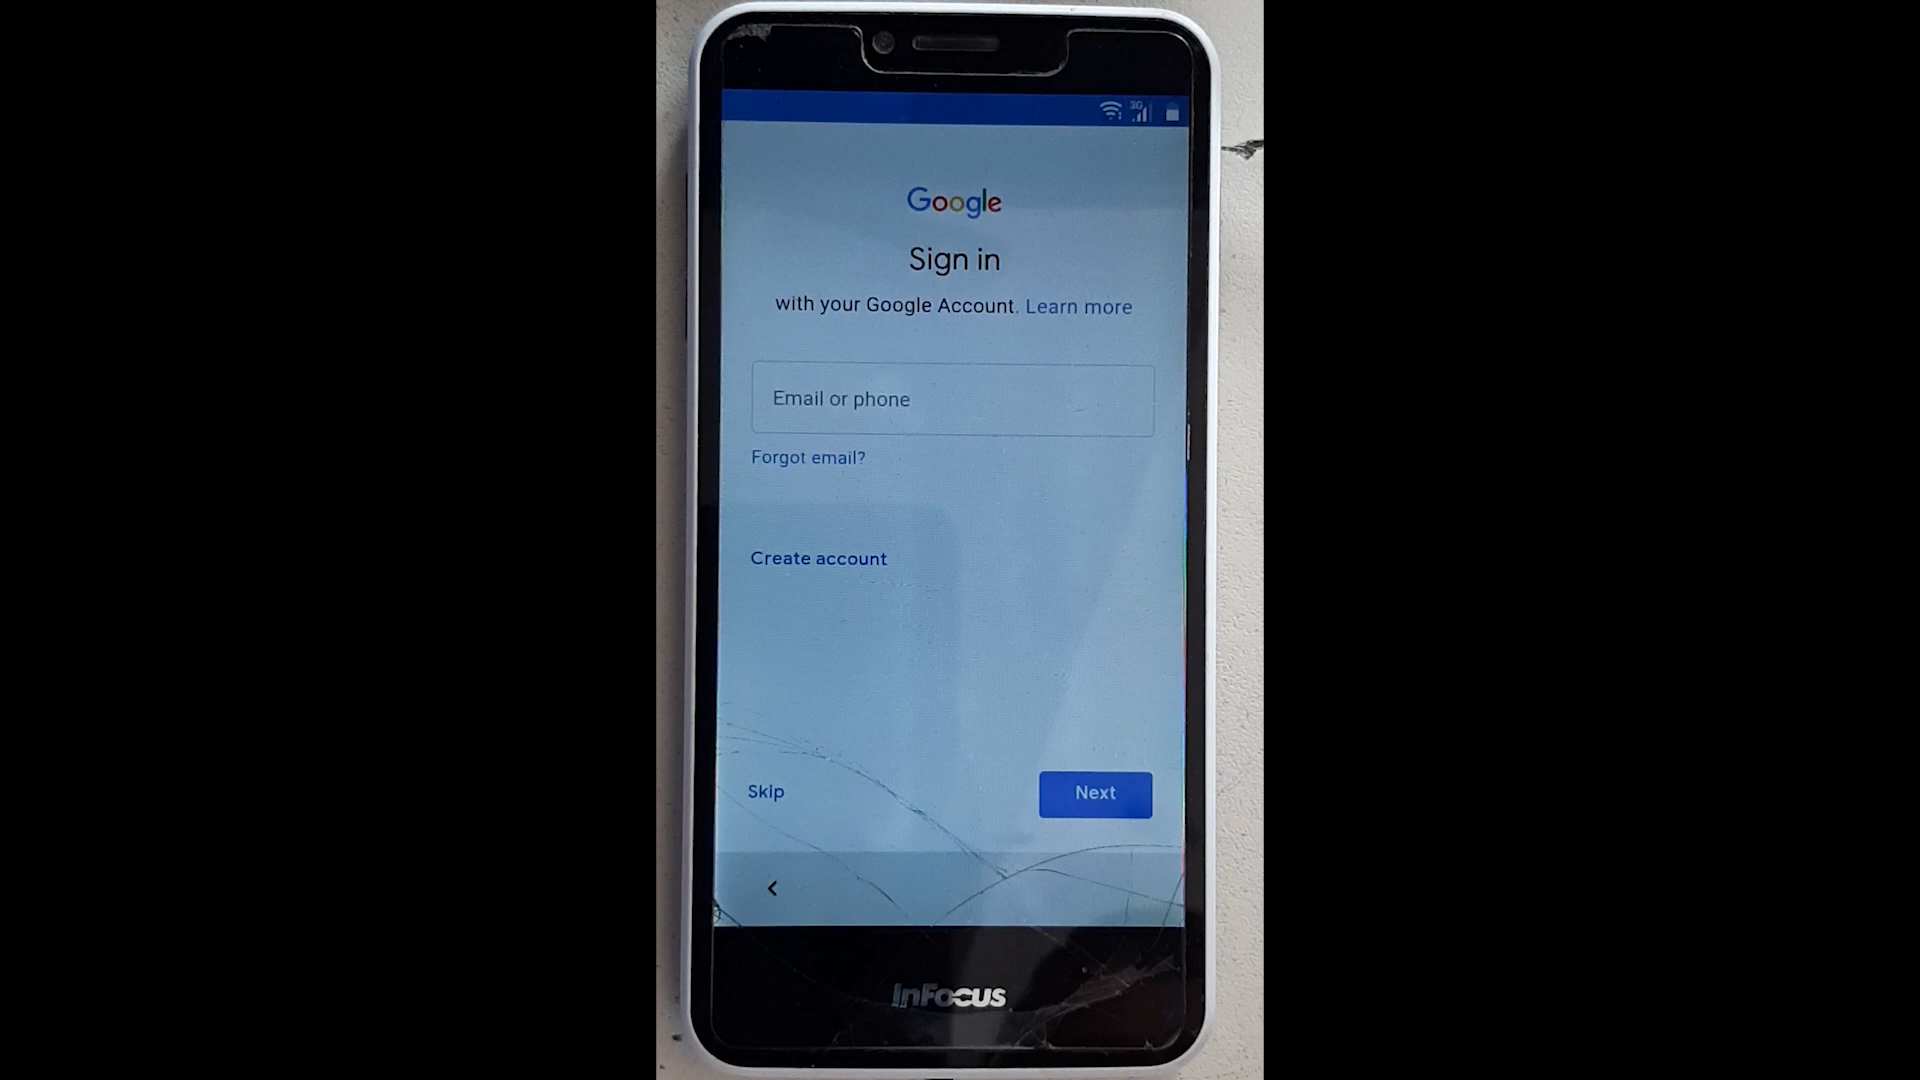 3G
Google
Sign in
with your Google Account. Learn more
Email or phone
Forgot email?
Create account
Skip
Next
InFocus